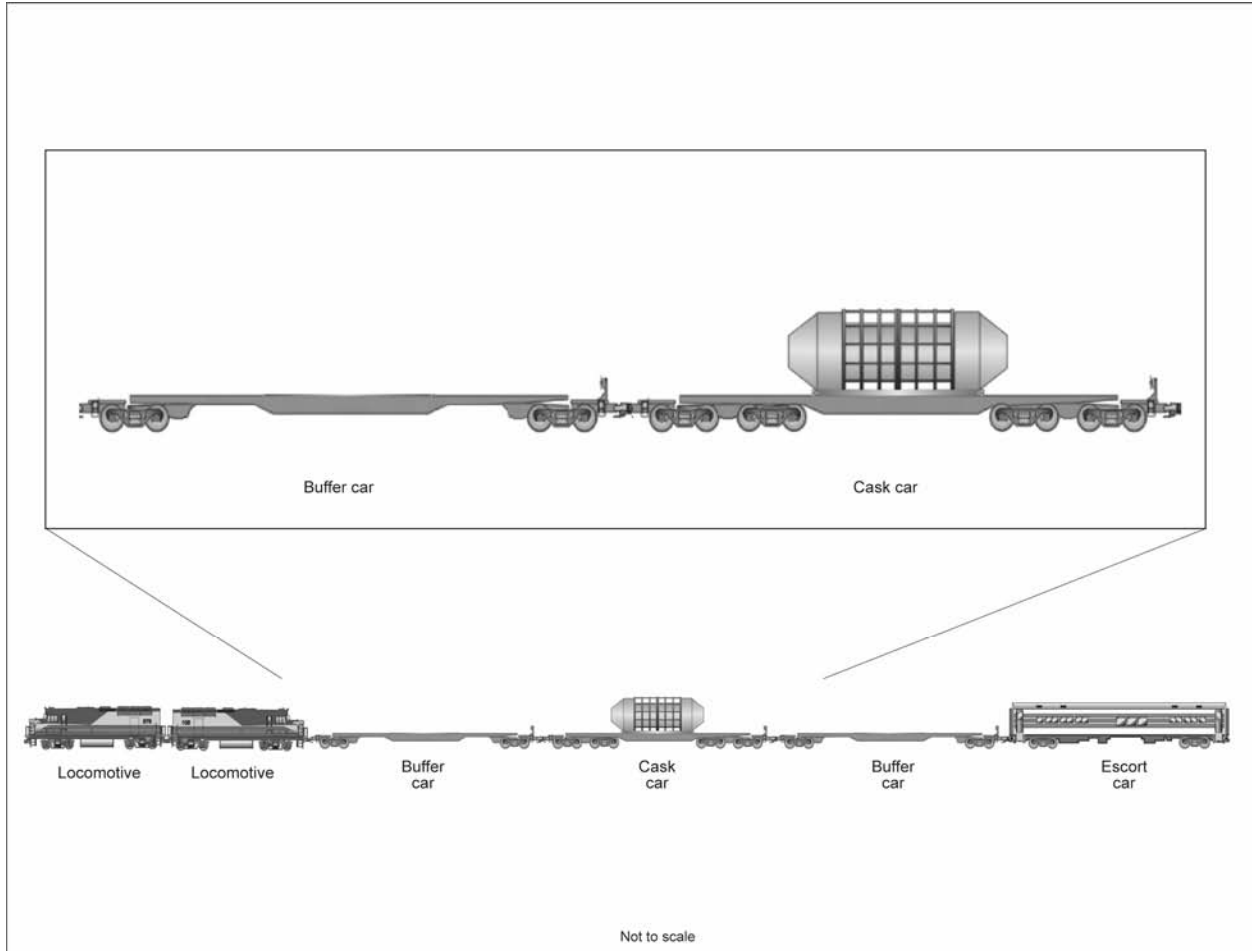 Buffer car
Cask car
Locomotive
Locomotive
Buffer
car
Cask
car
Buffer
car
Escort
car
Not to scale